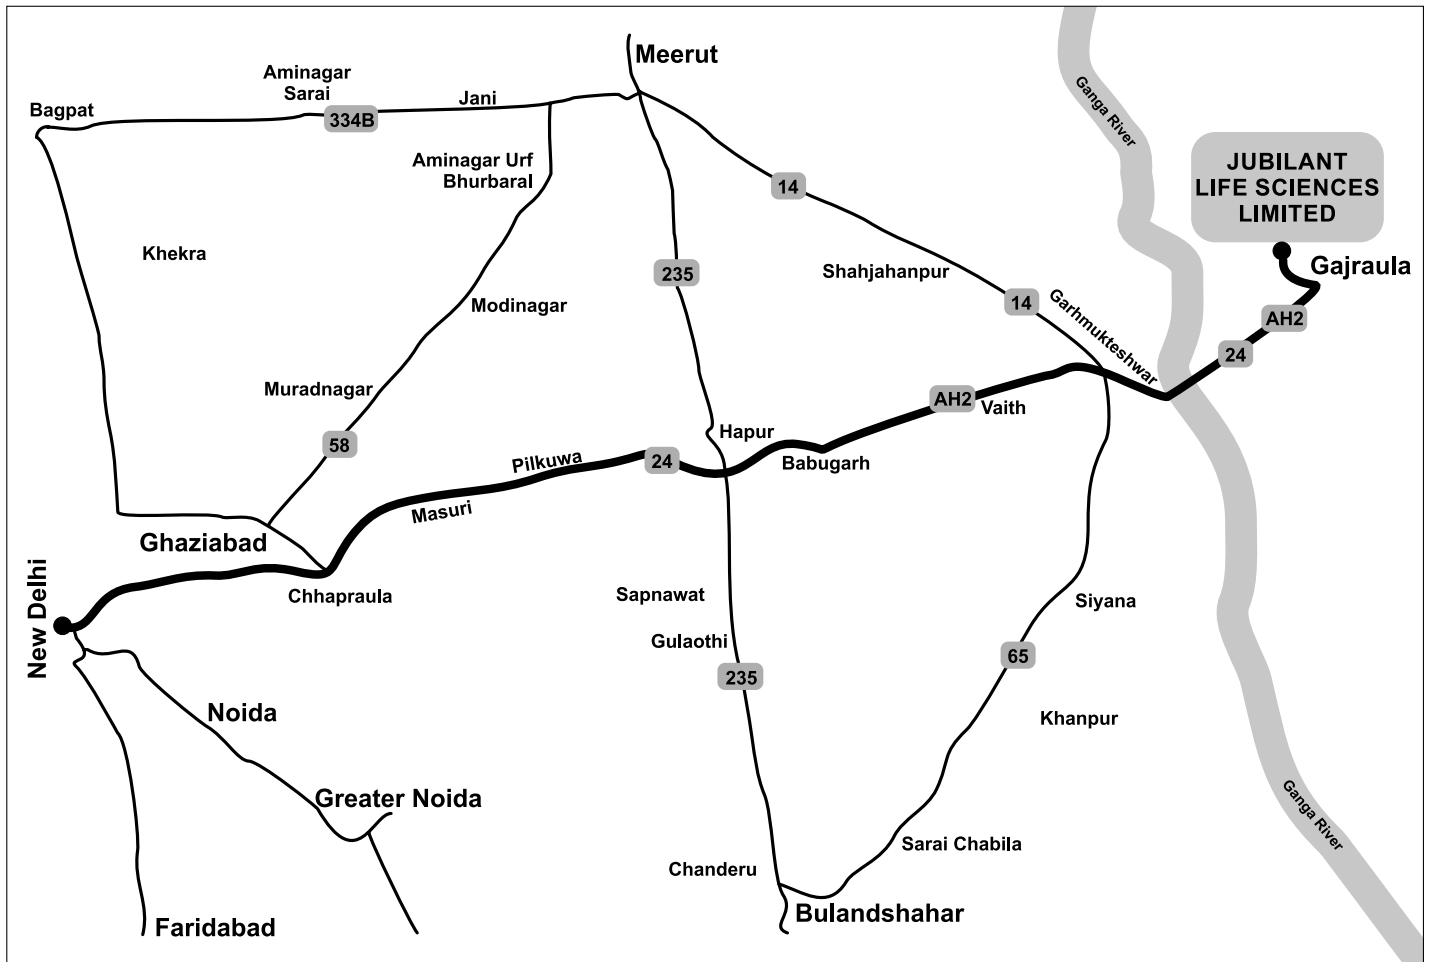 Meerut
Aminagar
Sarai
Jani
Bagpat
334B
Ganga River
JUBILANT
LIFE SCIENCES
LIMITED
Aminagar Urf
Bhurbaral
14
Khekra
235
Shahjahanpur
Gajraula
Modinagar
14
Garhmukteshwar
AH2
24
Muradnagar
AH2
Vaith
58
Hapur
Pilkuwa
24
Babugarh
Masuri
Ghaziabad
New Delhi
Chhapraula
Sapnawat
Siyana
Gulaothi
65
235
Noida
Khanpur
Greater Noida
Ganga River
Sarai Chabila
Chanderu
Bulandshahar
Faridabad